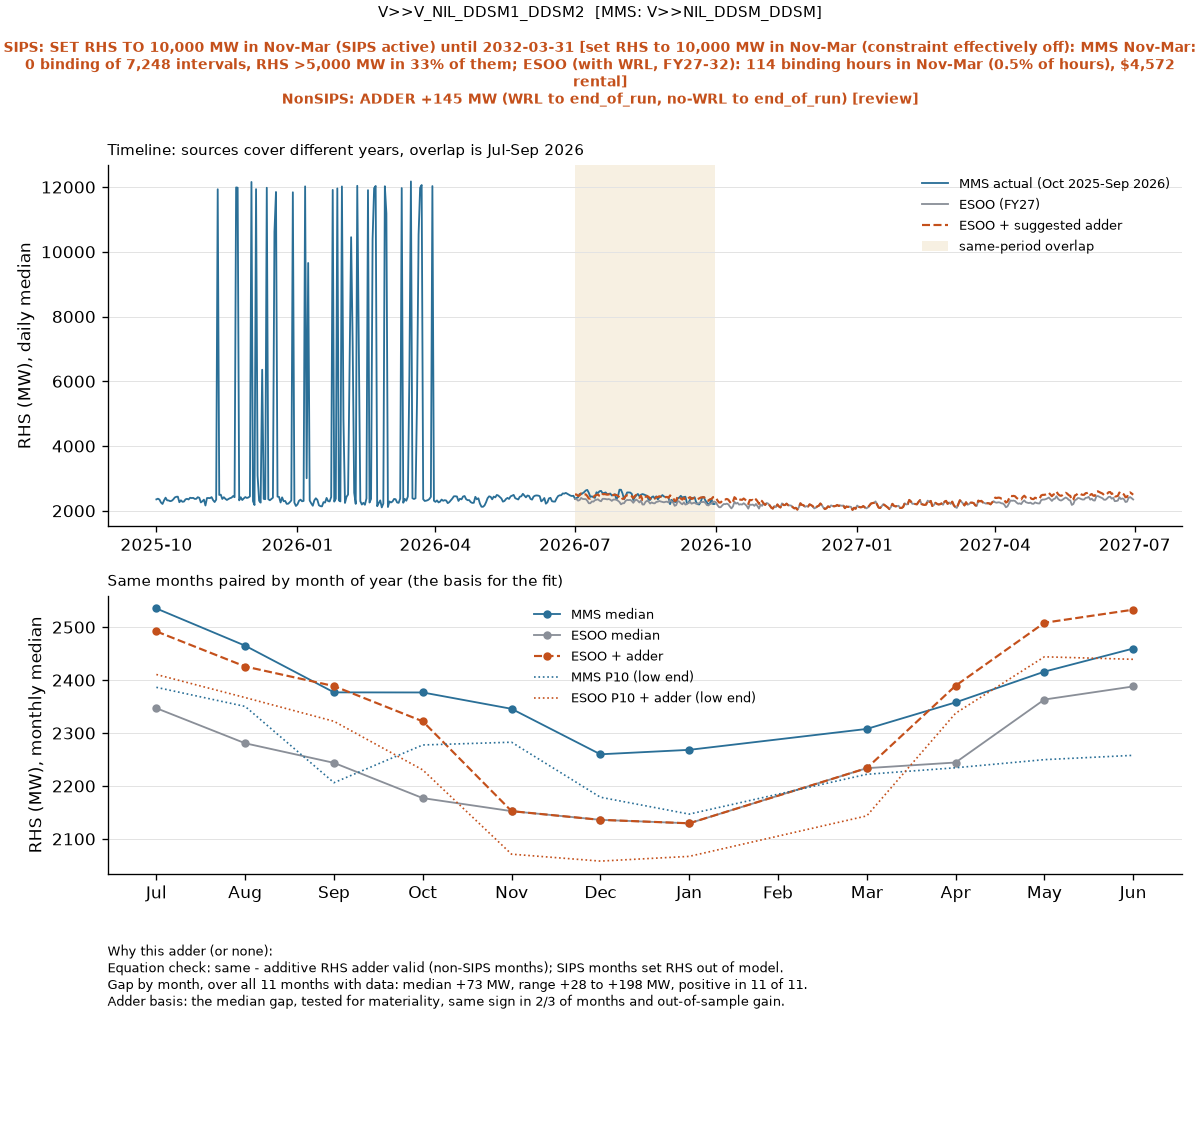 V>>V_NIL_DDSM1_DDSM2  [MMS: V>>NIL_DDSM_DDSM]
SIPS: SET RHS TO 10,000 MW in Nov-Mar (SIPS active) until 2032-03-31 [set RHS to 10,000 MW in Nov-Mar (constraint effectively off): MMS Nov-Mar:
0 binding of 7,248 intervals, RHS >5,000 MW in 33% of them; ESOO (with WRL, FY27-32): 114 binding hours in Nov-Mar (0.5% of hours), $4,572
rental]
NonSIPS: ADDER +145 MW (WRL to end_of_run, no-WRL to end_of_run) [review]
Timeline: sources cover different years, overlap is Jul-Sep 2026
RHS (MW), daily median
12000
10000
8000
6000
4000
2000
MMS actual (Oct 2025-Sep 2026)
ESOO (FY27)
ESOO + suggested adder
same-period overlap
2025-10
2026-01
2026-04
2026-07
2026-10
2027-01
2027-04
2027-07
Same months paired by month of year (the basis for the fit)
RHS (MW), monthly median
2500
2400
2300
2200
2100
MMS median
ESOO median
ESOO + adder
MMS P10 (low end)
ESOO P10 + adder (low end)
Jul
Aug
Sep
Oct
Nov
Dec
Jan
Feb
Mar
Apr
May
Jun
Why this adder (or none):
Equation check: same - additive RHS adder valid (non-SIPS months); SIPS months set RHS out of model.
Gap by month, over all 11 months with data: median +73 MW, range +28 to +198 MW, positive in 11 of 11.
Adder basis: the median gap, tested for materiality, same sign in 2/3 of months and out-of-sample gain.